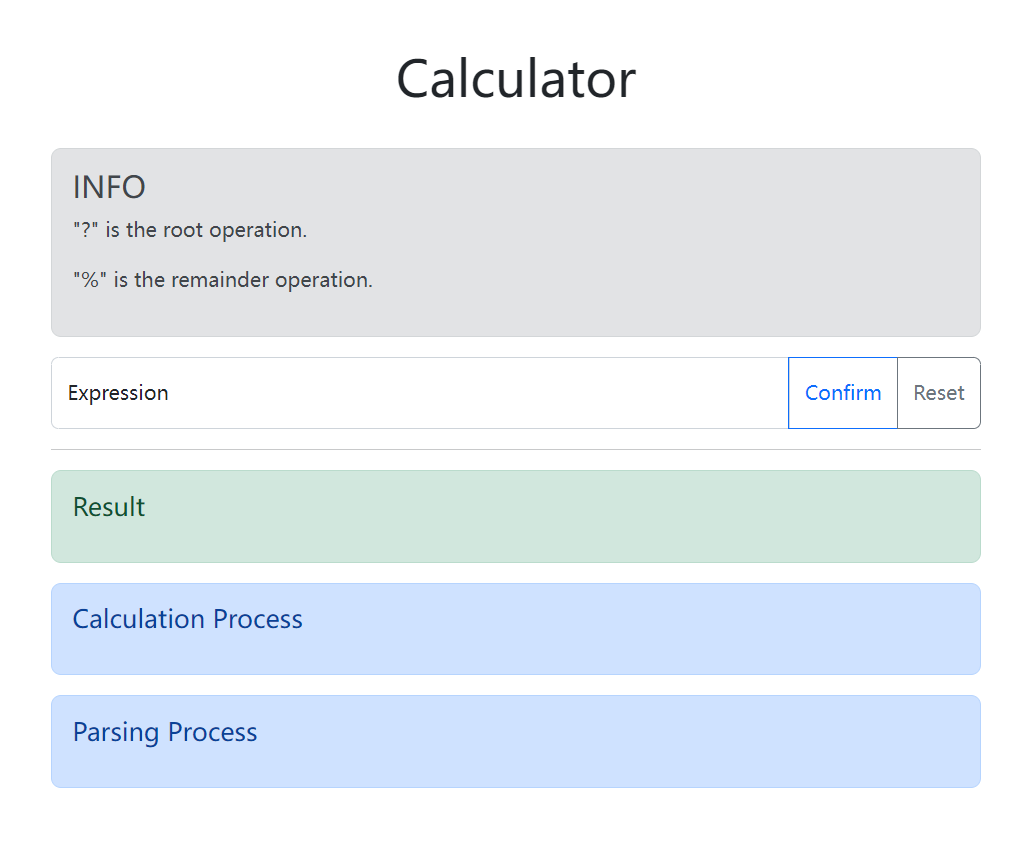 Calculator
INFO
"?" is the root operation.
"%" is the remainder operation.
Expression
Confirm
Reset
Result
Calculation Process
Parsing Process